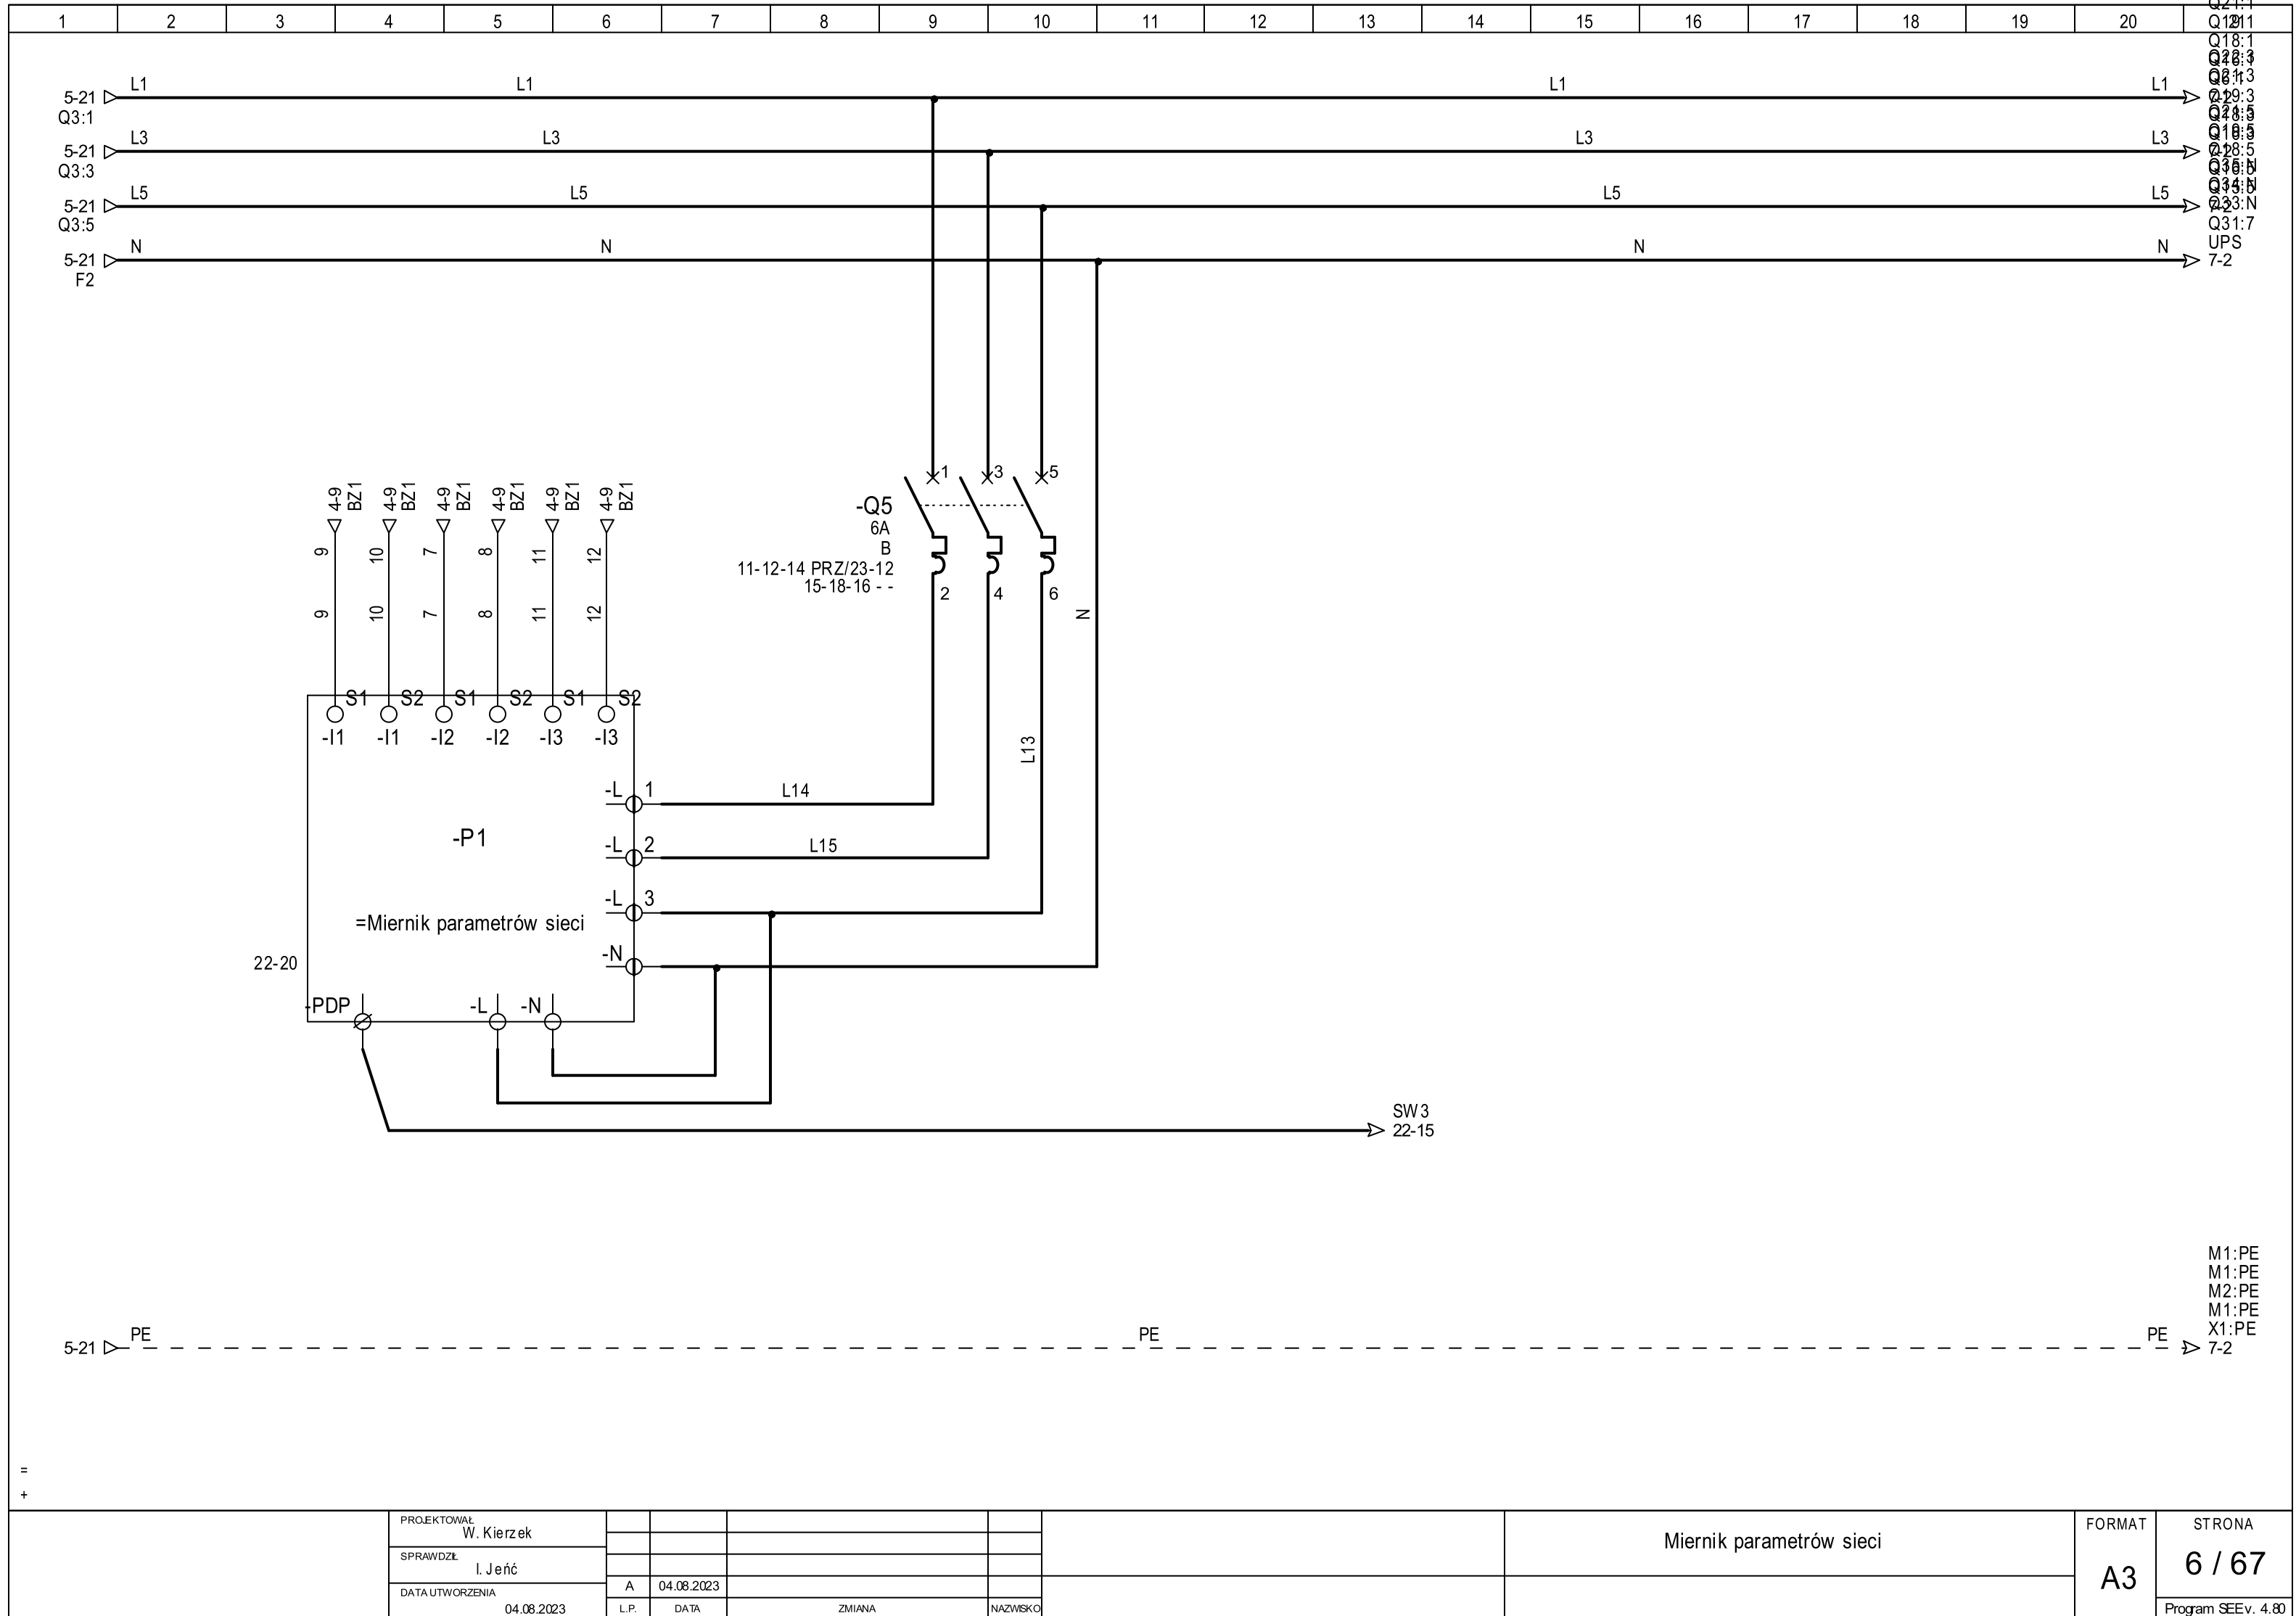 1 2 3 4 5 6 7 8 9 10 11 12 13 14 15 16 17 18 19 20
Q18:1
L1 L1 L1 L1
5-21
Q3:1
L3 L3 L3 L3
5-21
Q3:3
L5 L5 L5 L5
5-21
Q3:5
Q31:7
UPS
N N N N
5-21 7-2
F2
4-9 4-9 4-9 4-9 4-9 4-9
BZ1 BZ1 BZ1 BZ1 BZ1 BZ1
9 10 7 8 11 12
9 10 7 8 11 12
1 3 5
-Q5
6A
B
11-12-14 PRZ/23-12
15-18-16 - -
2 4 6
N
S1 S2 S1 S2 S1 S2
-I1 -I1 -I2 -I2 -I3 -I3
L13
-L 1 L14
-P1
-L 2 L15
-L 3
=Miernik parametrów sieci
-N
22-20
-PDP -L -N
SW3
22-15
M1:PE
M1:PE
M2:PE
M1:PE
X1:PE
PE PE PE
5-21 7-2
=
+
PROJEKTOWAŁ
W. Kierzek
SPRAWDZIŁ
I. Jeńć
DATA UTWORZENIA
04.08.2023
A 04.08.2023
L.P. DATA ZMIANA NAZWISKO
Miernik parametrów sieci
FORMAT
A3
STRONA
6 / 67
Program SEE v. 4.80